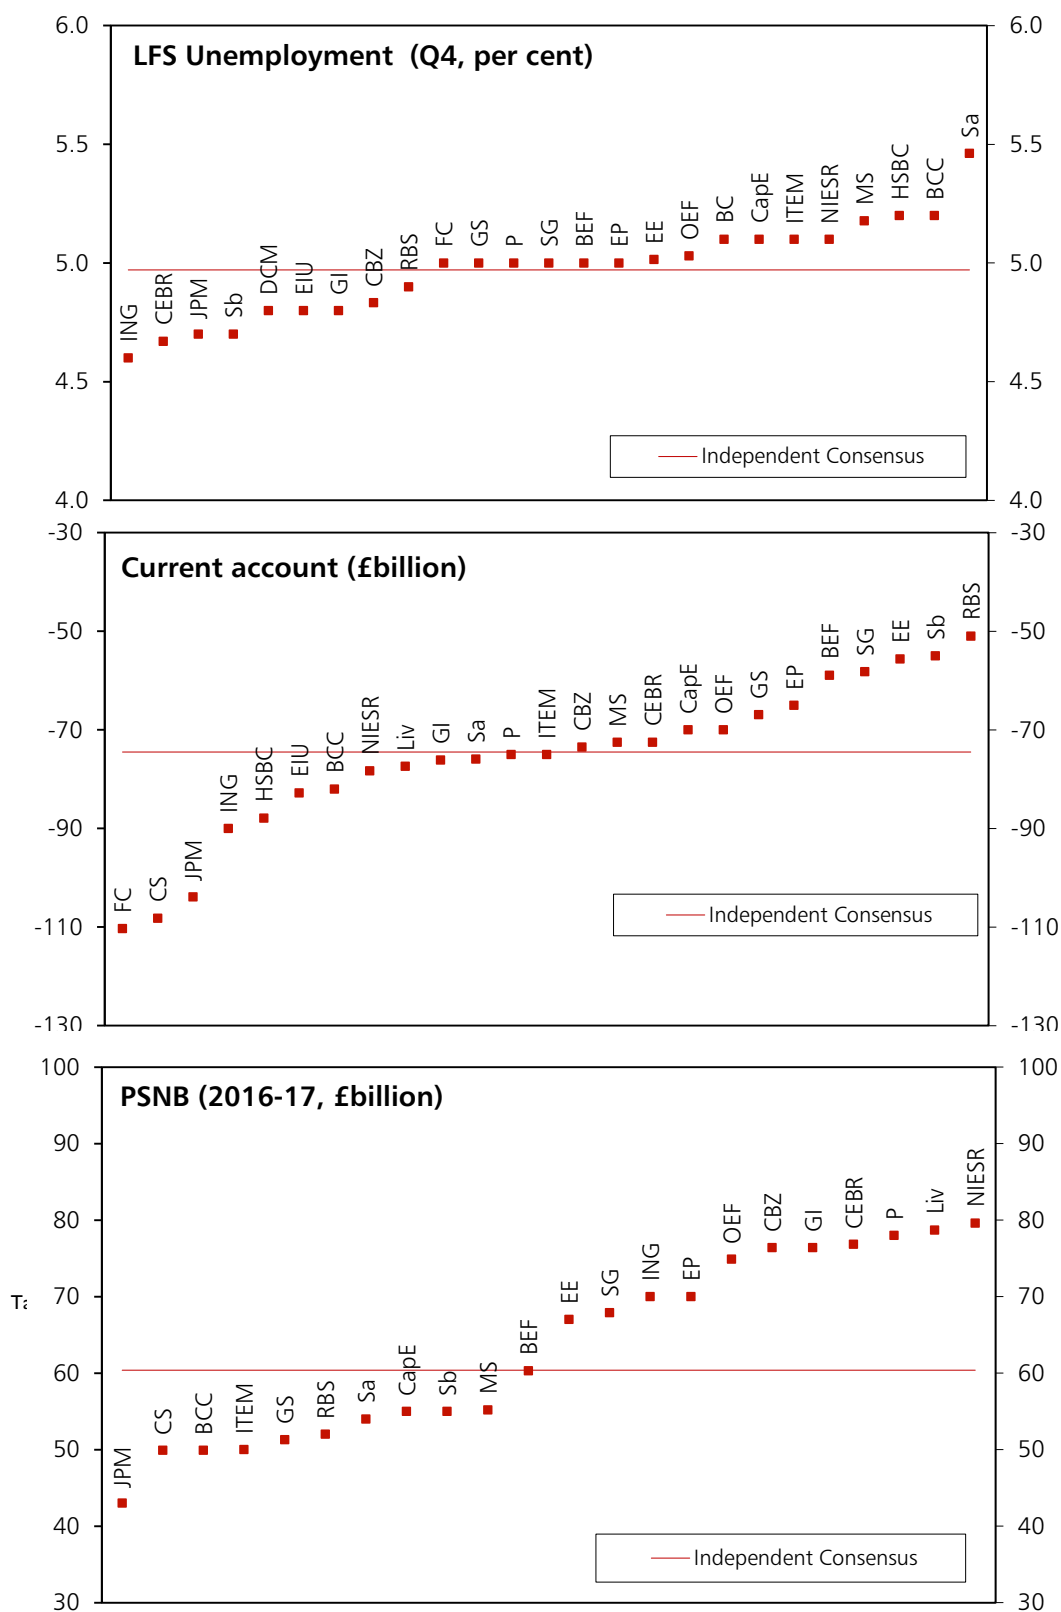 6.0 6.0
LFS Unemployment (Q4, per cent)
5.5 5.5
5.0 5.0
4.5 4.5
4.0 4.0
ING
CEBR
JPM
Sb
DCM
EIU
GI
CBZ
RBS
FC
GS
P
SG
BEF
EP
EE
OEF
BC
CapE
ITEM
NIESR
MS
HSBC
BCC
Sa
Independent Consensus
-30 -30
Current account (£billion)
-50 -50
-70 -70
-90 -90
-110 -110
-130 -130
FC
CS
JPM
ING
HSBC
EIU
BCC
NIESR
Liv
GI
Sa
P
ITEM
CBZ
MS
CEBR
CapE
OEF
GS
EP
BEF
SG
EE
Sb
RBS
Independent Consensus
100 100
PSNB (2016-17, £billion)
90 90
80 80
70 70
60 60
50 50
40 40
30 30
JPM
CS
BCC
ITEM
GS
RBS
Sa
CapE
Sb
MS
BEF
EE
SG
ING
EP
OEF
CBZ
GI
CEBR
P
Liv
NIESR
Independent Consensus